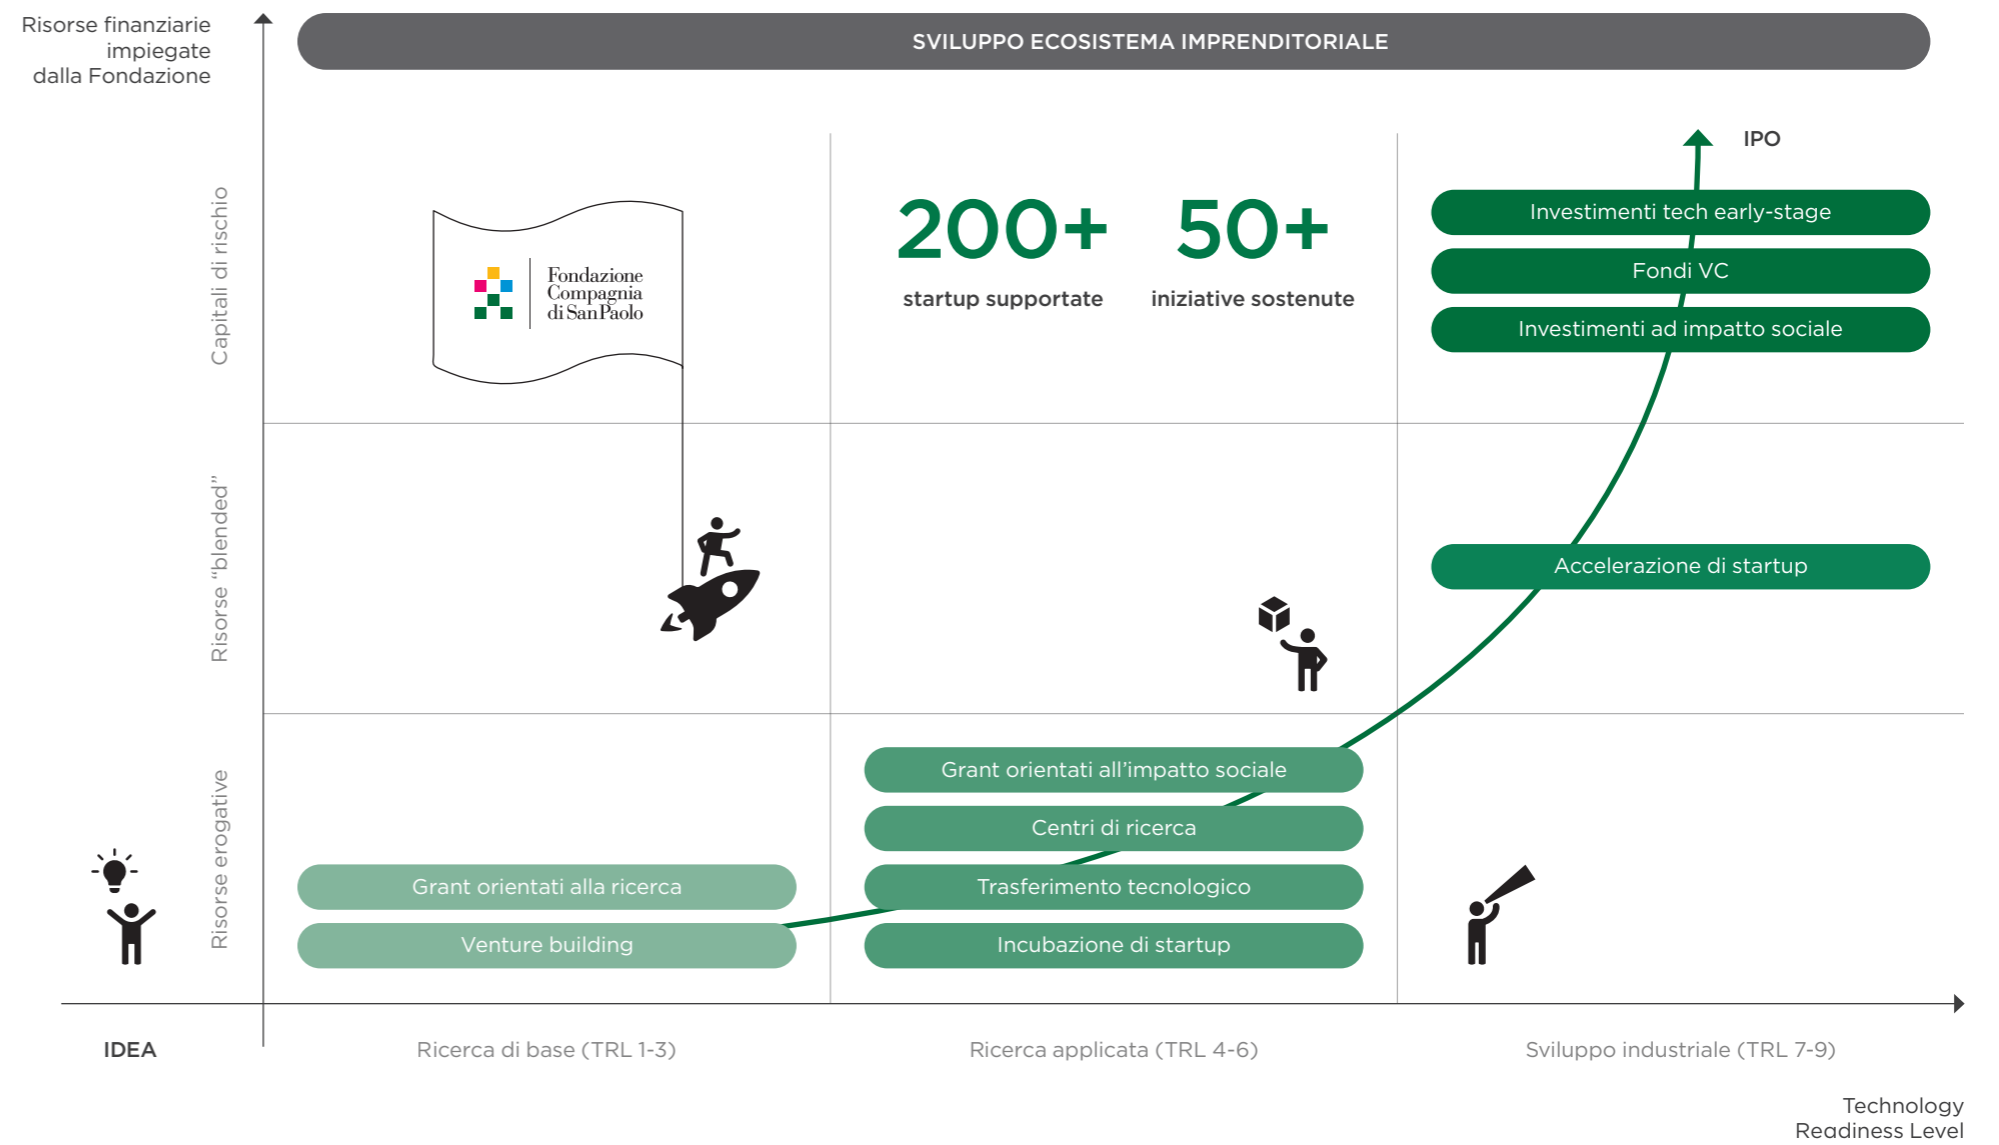 Risorse finanziarie
impiegate
dalla Fondazione
SVILUPPO ECOSISTEMA IMPRENDITORIALE
IPO
Capitali di rischio
Fondazione
Compagnia
di San Paolo
200+
startup supportate
50+
iniziative sostenute
Investimenti tech early-stage
Fondi VC
Investimenti ad impatto sociale
Risorse “blended”
Accelerazione di startup
Risorse erogative
Grant orientati alla ricerca
Venture building
Grant orientati all’impatto sociale
Centri di ricerca
Trasferimento tecnologico
Incubazione di startup
IDEA
Ricerca di base (TRL 1-3)
Ricerca applicata (TRL 4-6)
Sviluppo industriale (TRL 7-9)
Technology
Readiness Level